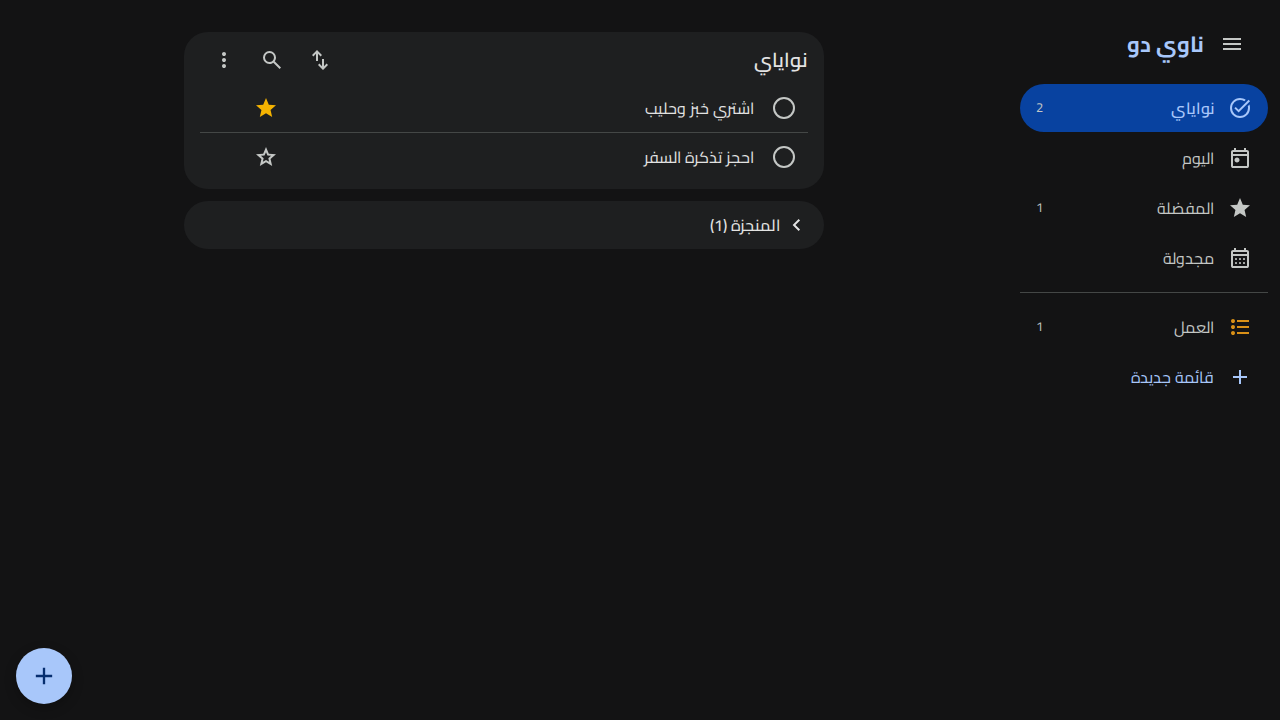 ناوي دو
نواياي
2
اليوم
المفضلة
1
مجدولة
العمل
1
قائمة جديدة
نواياي
اشتري خبز وحليب
احجز تذكرة السفر
المنجزة (1)